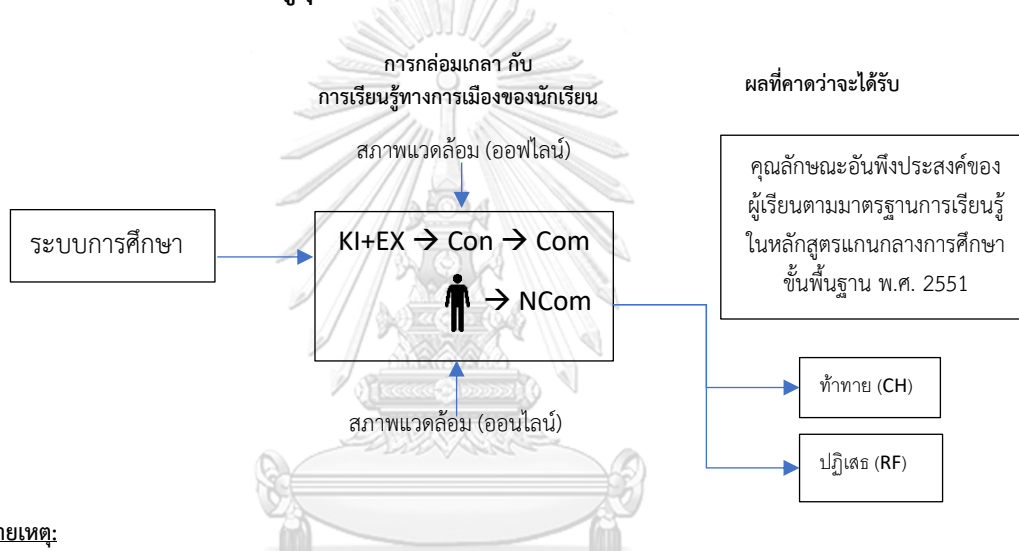 การกล่อมเกลา กับ
การเรียนรู้ทางการเมืองของนักเรียน
ผลที่คาดว่าจะได้รับ
สภาพแวดล้อม (ออฟไลน์)
คุณลักษณะอันพึงประสงค์ของ
ผู้เรียนตามมาตรฐานการเรียนรู้
ในหลักสูตรแกนกลางการศึกษา
ขั้นพื้นฐาน พ.ศ. 2551
ระบบการศึกษา
KI+EX → Con → Com
→ NCom
ท้าทาย (CH)
สภาพแวดล้อม (ออนไลน์)
ปฏิเสธ (RF)
ายเหตุ: